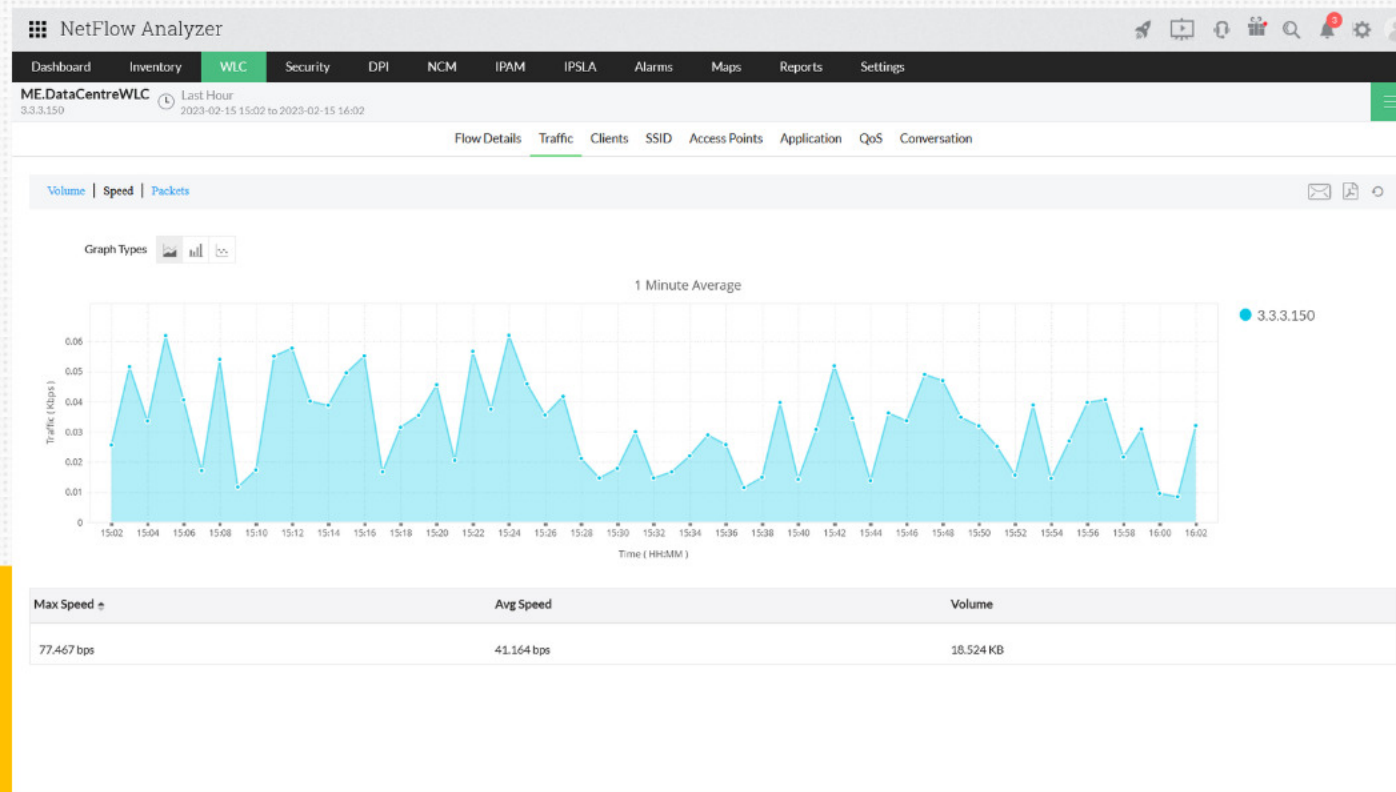 NetFlow Analyzer
3
Dashboard Inventory WLC Security DPI NCM IPAM IPSLA Alarms Maps Reports Settings
ME.DataCentreWLC
3.3.3.150
Last Hour
2023-02-15 15:02 to 2023-02-15 16:02
Flow Details Traffic Clients SSID Access Points Application QoS Conversation
Volume | Speed | Packets
Graph Types
1 Minute Average
3.3.3.150
Traffic ( Kbps )
0.06
0.05
0.04
0.03
0.02
0.01
0
15:02 15:04 15:06 15:08 15:10 15:12 15:14 15:16 15:18 15:20 15:22 15:24 15:26 15:28 15:30 15:32 15:34 15:36 15:38 15:40 15:42 15:44 15:46 15:48 15:50 15:52 15:54 15:56 15:58 16:00 16:02
Time ( HH:MM )
Max Speed Avg Speed Volume
77.467 bps 41.164 bps 18.524 KB